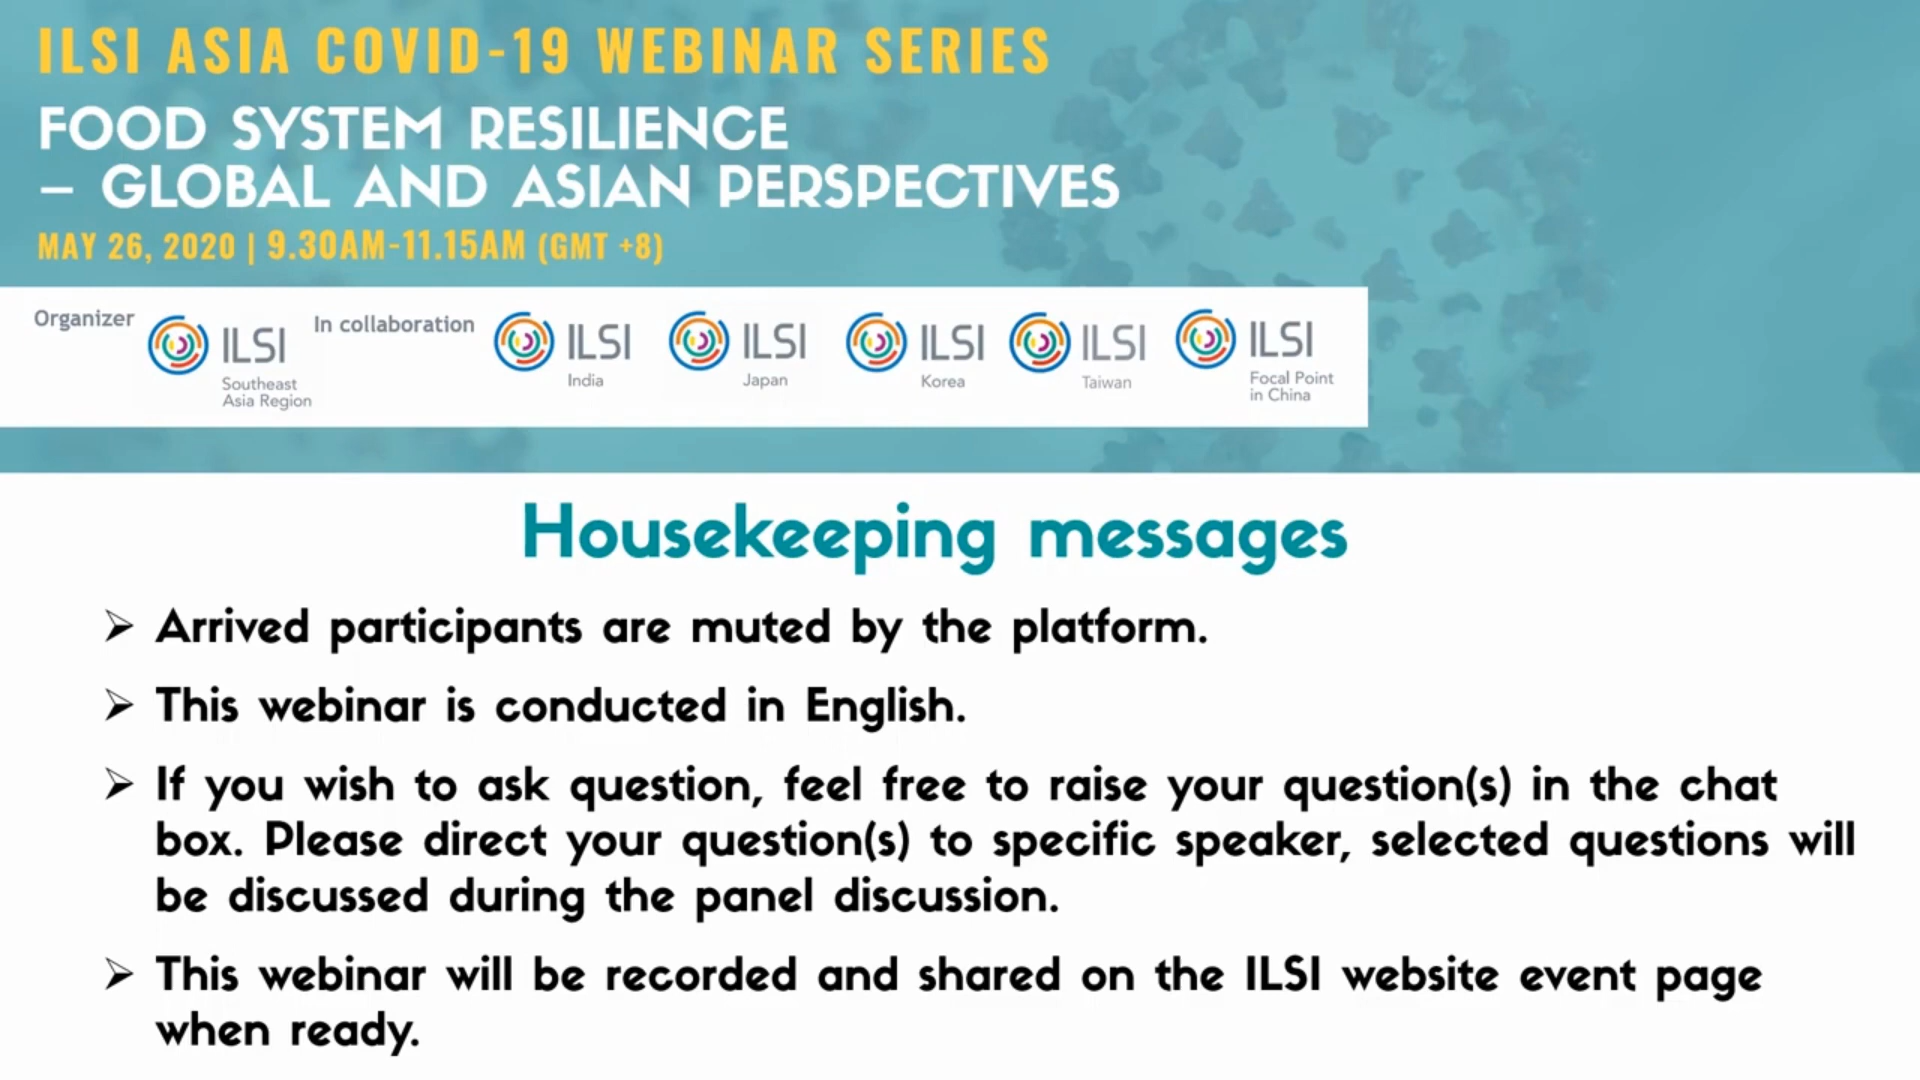 ILSI ASIA COVID-19 WEBINAR SERIES
FOOD SYSTEM RESILIENCE
– GLOBAL AND ASIAN PERSPECTIVES
MAY 26, 2020 | 9.30AM-11.15AM (GMT +8)
Organizer
ILSI
Southeast
Asia Region
In collaboration
ILSI
India
ILSI
Japan
ILSI
Korea
ILSI
Taiwan
ILSI
Focal Point
in China
Housekeeping messages
➢ Arrived participants are muted by the platform.
➢ This webinar is conducted in English.
➢ If you wish to ask question, feel free to raise your question(s) in the chat
box. Please direct your question(s) to specific speaker, selected questions will
be discussed during the panel discussion.
➢ This webinar will be recorded and shared on the ILSI website event page
when ready.